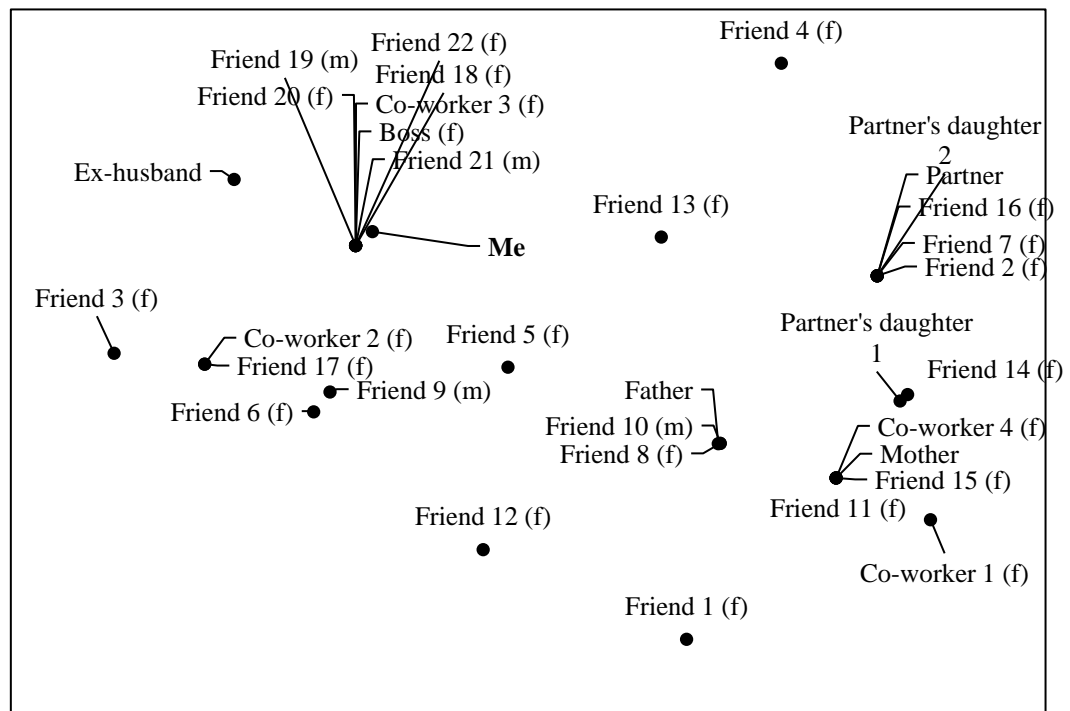 Friend 4 (f)
Friend 22 (f)
Friend 19 (m)
Friend 18 (f)
Friend 20 (f)
Co-worker 3 (f)
Boss (f)
Friend 21 (m)
Ex-husband
Me
Friend 13 (f)
Partner's daughter
2
Partner
Friend 16 (f)
Friend 7 (f)
Friend 2 (f)
Friend 3 (f)
Co-worker 2 (f)
Friend 17 (f)
Friend 9 (m)
Friend 6 (f)
Friend 5 (f)
Partner's daughter
1
Friend 14 (f)
Father
Friend 10 (m)
Friend 8 (f)
Co-worker 4 (f)
Mother
Friend 15 (f)
Friend 11 (f)
Friend 12 (f)
Co-worker 1 (f)
Friend 1 (f)